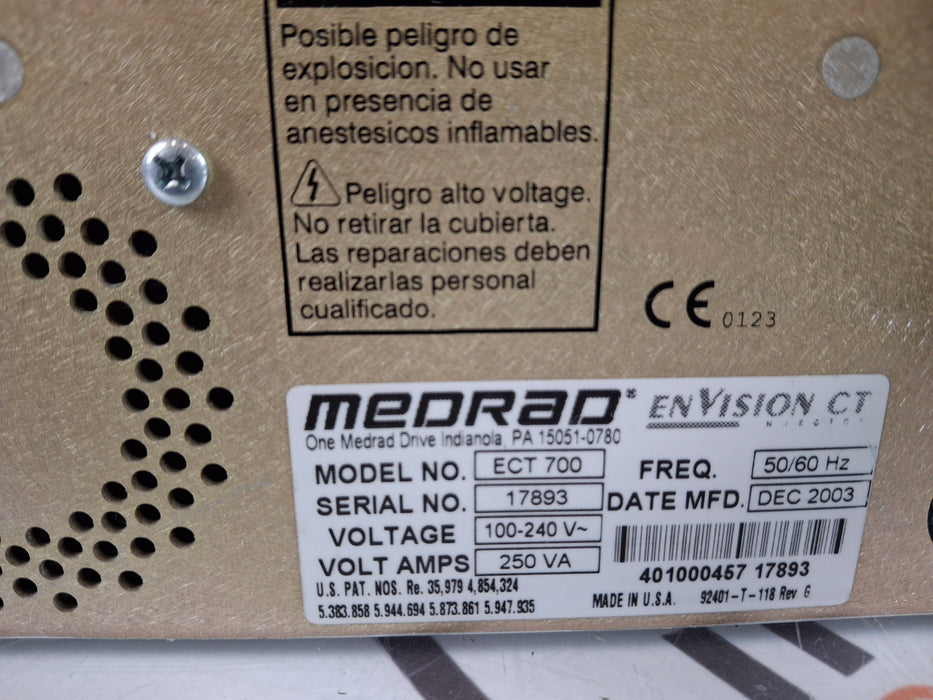 Posible peligro de
explosicion. No usar
en presencia de
anestesicos inflamables.
Peligro alto voltage.
No retirar la cubierta.
Las reparaciones deben
realizarlas personal
cualificado.
CE 0123
MEDRAD® ENVISION CT
INJECTOR
One Medrad Drive Indianola, PA 15051-0780
MODEL NO. ECT 700 FREQ. 50/60 Hz
SERIAL NO. 17893 DATE MFD. DEC 2003
VOLTAGE 100-240 V~
VOLT AMPS 250 VA
401000457 17893
U.S. PAT. NOS. Re. 35,979 4,854,324
5.383.858 5.944.694 5.873.861 5.947.935
MADE IN U.S.A. 92401-T-118 Rev G